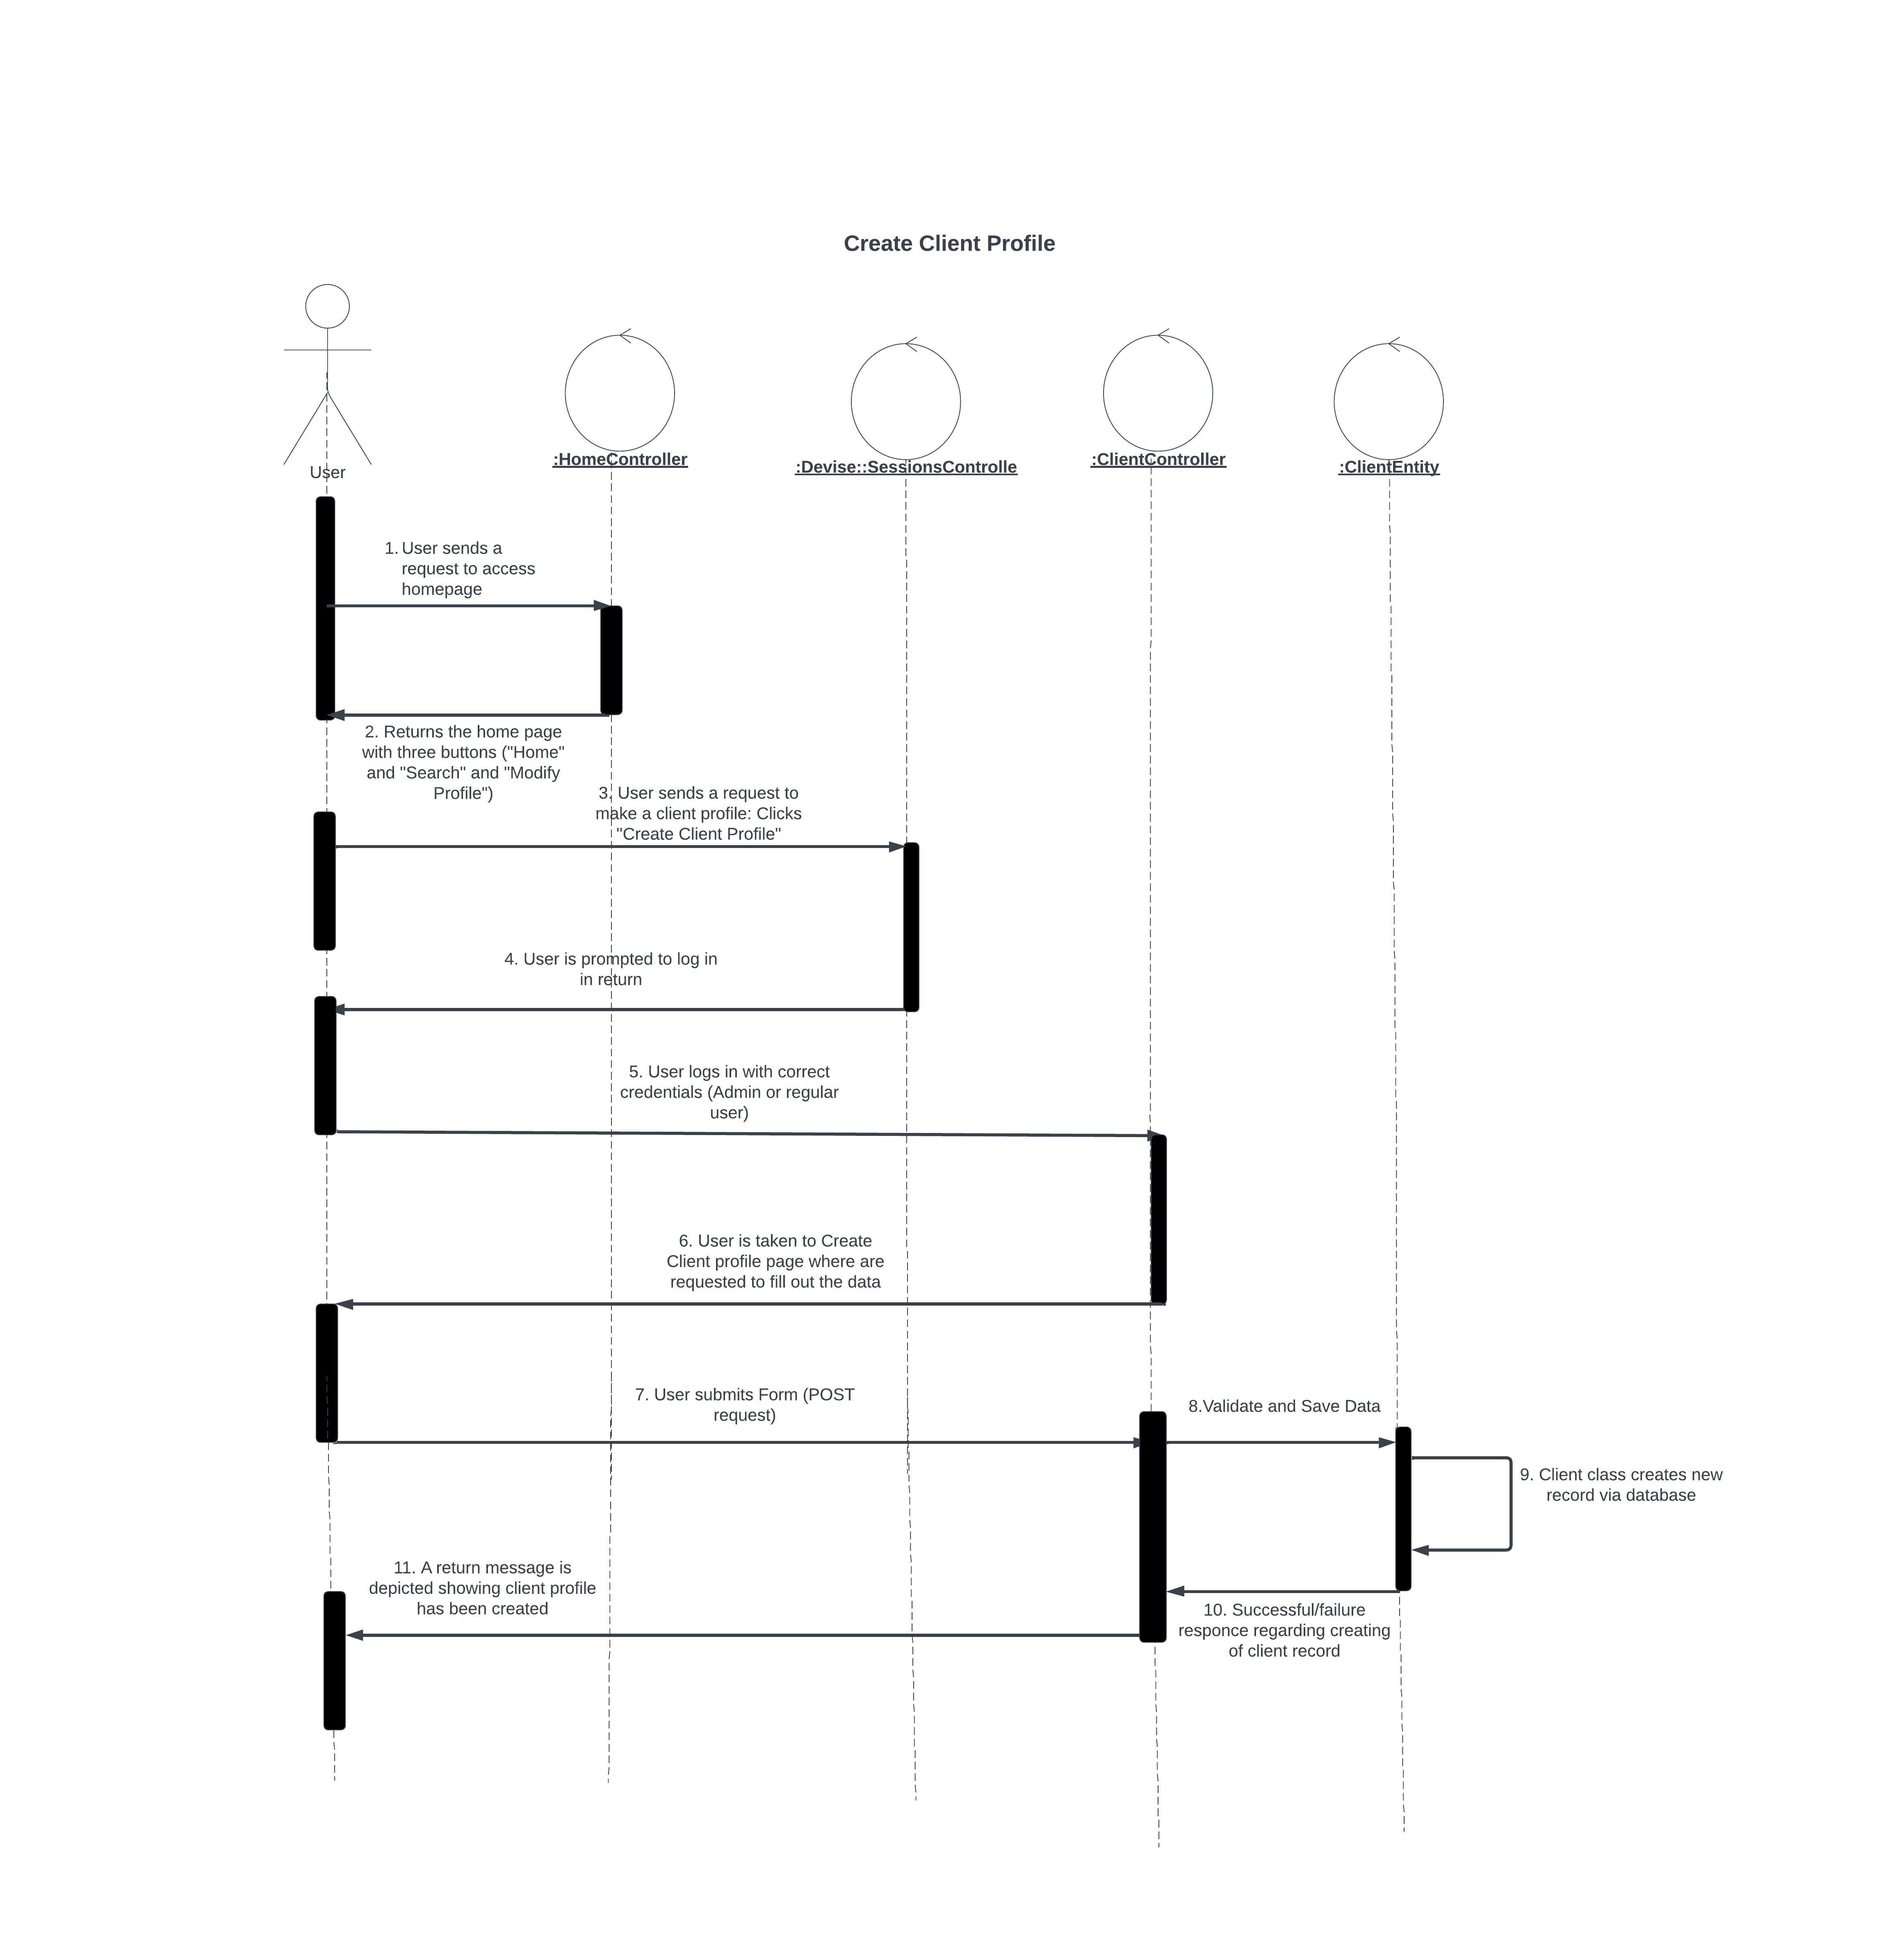 Create Client Profile
User
:HomeController
:Devise::SessionsControlle
:ClientController
:ClientEntity
1. User sends a
request to access
homepage
2. Returns the home page
with three buttons ("Home"
and "Search" and "Modify
Profile")
3. User sends a request to
make a client profile: Clicks
"Create Client Profile"
4. User is prompted to log in
in return
5. User logs in with correct
credentials (Admin or regular
user)
6. User is taken to Create
Client profile page where are
requested to fill out the data
7. User submits Form (POST
request)
8.Validate and Save Data
9. Client class creates new
record via database
10. Successful/failure
responce regarding creating
of client record
11. A return message is
depicted showing client profile
has been created